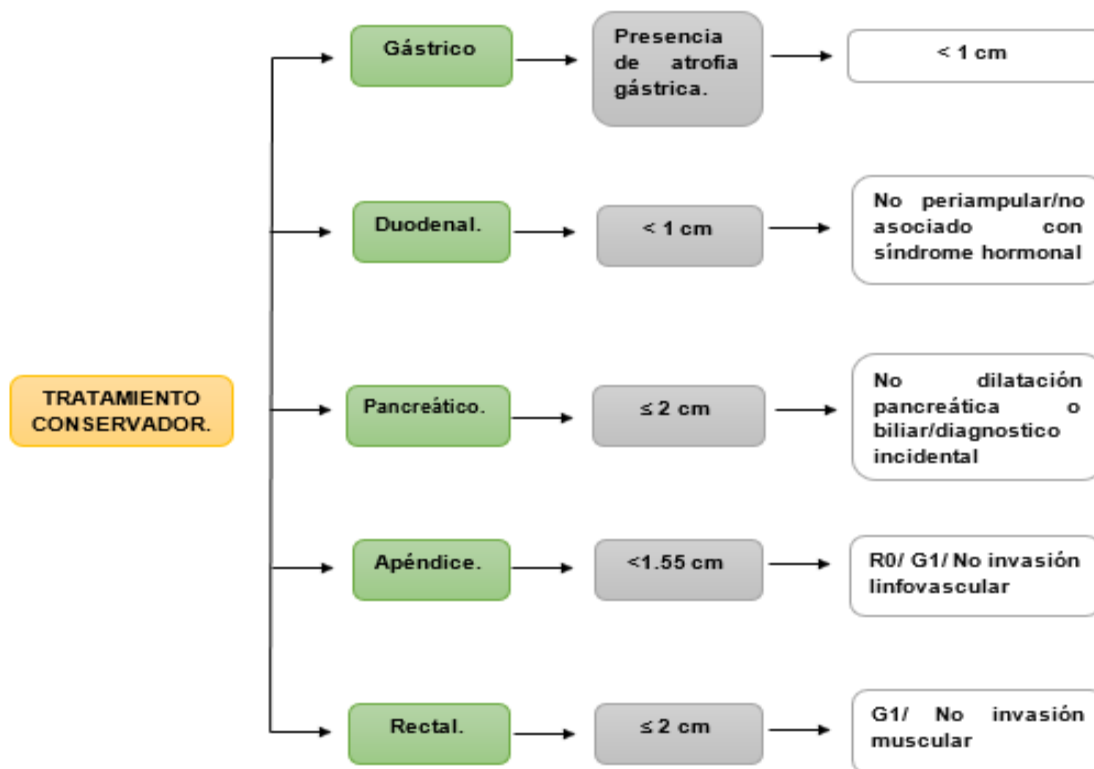 Gástrico
Presencia
de atrofia
gástrica.
< 1 cm
Duodenal.
< 1 cm
No periampular/no
asociado con
síndrome hormonal
TRATAMIENTO
CONSERVADOR.
Pancreático.
≤ 2 cm
No dilatación
pancreática o
biliar/diagnostico
incidental
Apéndice.
<1.55 cm
R0/ G1/ No invasión
linfovascular
Rectal.
≤ 2 cm
G1/ No invasión
muscular